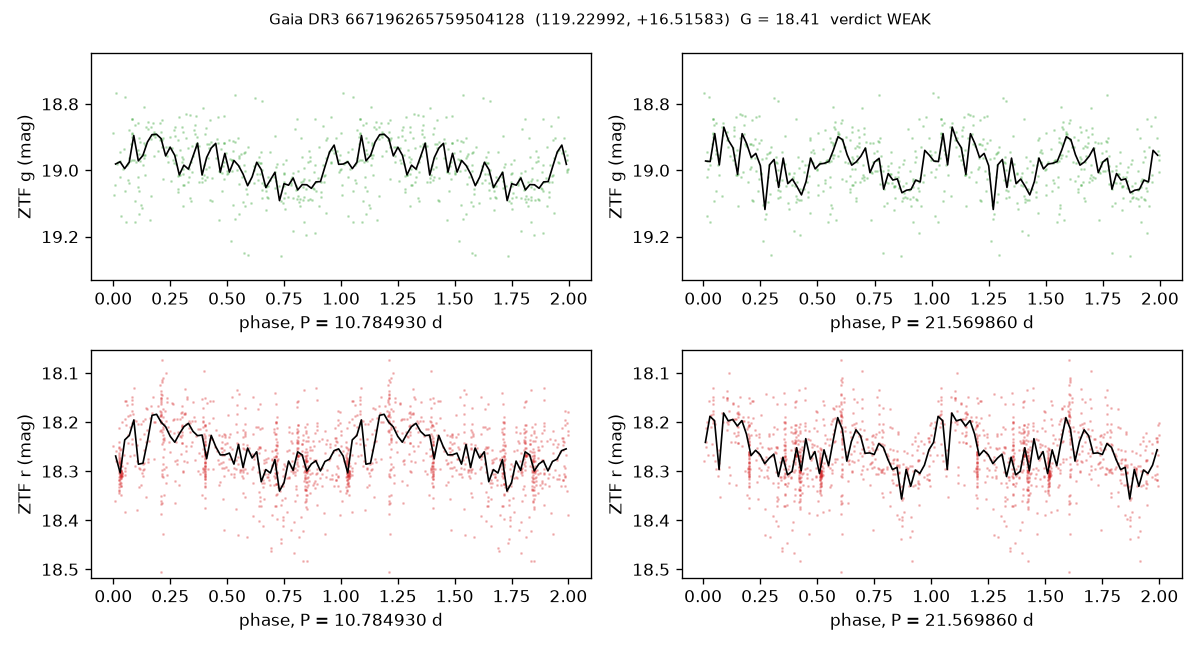 Gaia DR3 667196265759504128  (119.22992, +16.51583)  G = 18.41  verdict WEAK
ZTF g (mag)
18.8
19.0
19.2
0.00 0.25 0.50 0.75 1.00 1.25 1.50 1.75 2.00
phase, P = 10.784930 d
ZTF g (mag)
18.8
19.0
19.2
0.00 0.25 0.50 0.75 1.00 1.25 1.50 1.75 2.00
phase, P = 21.569860 d
ZTF r (mag)
18.1
18.2
18.3
18.4
18.5
0.00 0.25 0.50 0.75 1.00 1.25 1.50 1.75 2.00
phase, P = 10.784930 d
ZTF r (mag)
18.1
18.2
18.3
18.4
18.5
0.00 0.25 0.50 0.75 1.00 1.25 1.50 1.75 2.00
phase, P = 21.569860 d